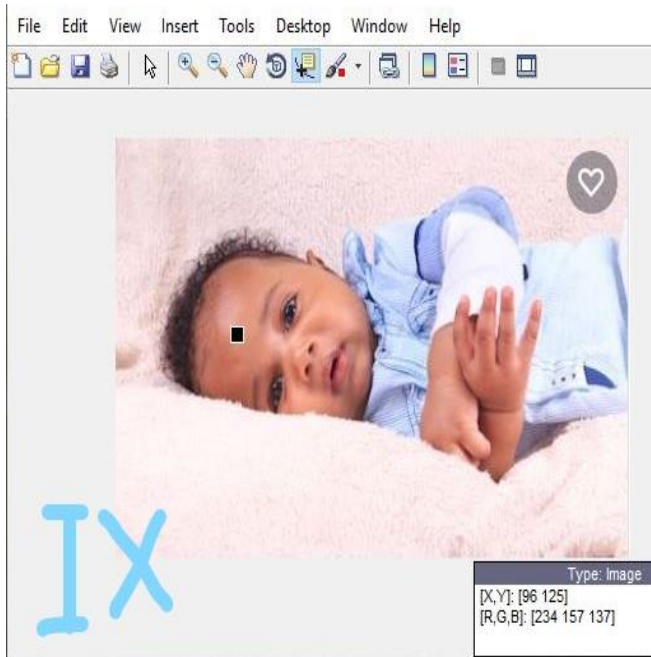 File Edit View Insert Tools Desktop Window Help
IX
Type: Image
[X,Y]: [96 125]
[R,G,B]: [234 157 137]